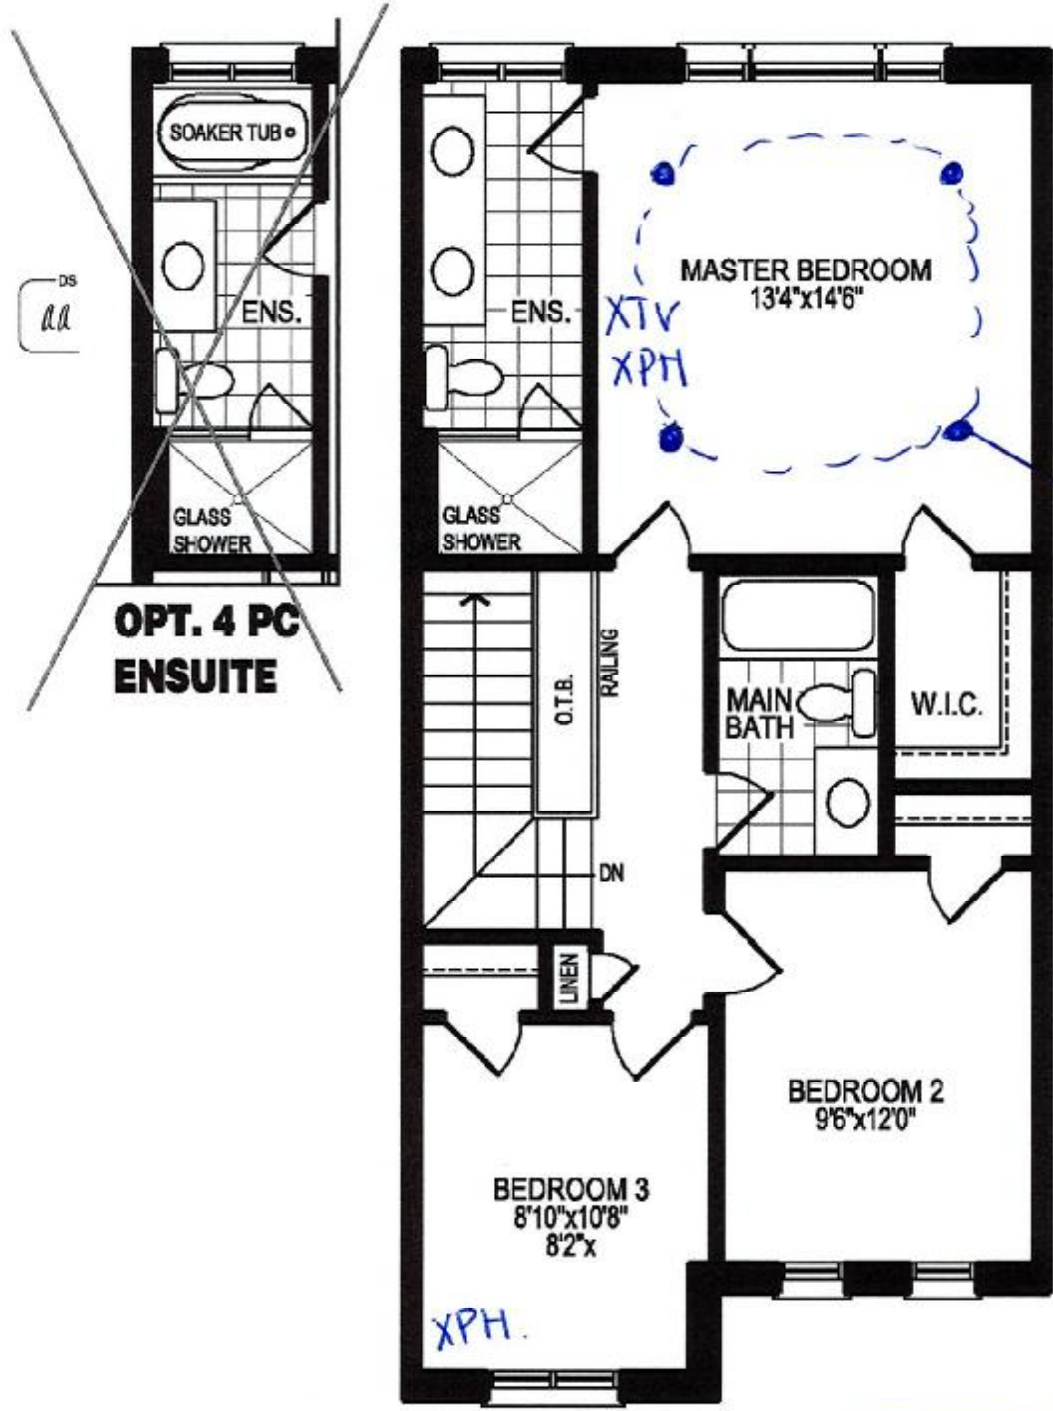 SOAKER TUB
ENS.
GLASS
SHOWER
OPT. 4 PC
ENSUITE
DS
aa
ENS.
GLASS
SHOWER
MASTER BEDROOM
13'4"x14'6"
XTV
XPH
RAILING
O.T.B.
MAIN
BATH
W.I.C.
DN
LINEN
BEDROOM 2
9'6"x12'0"
BEDROOM 3
8'10"x10'8"
8'2"x
XPH.